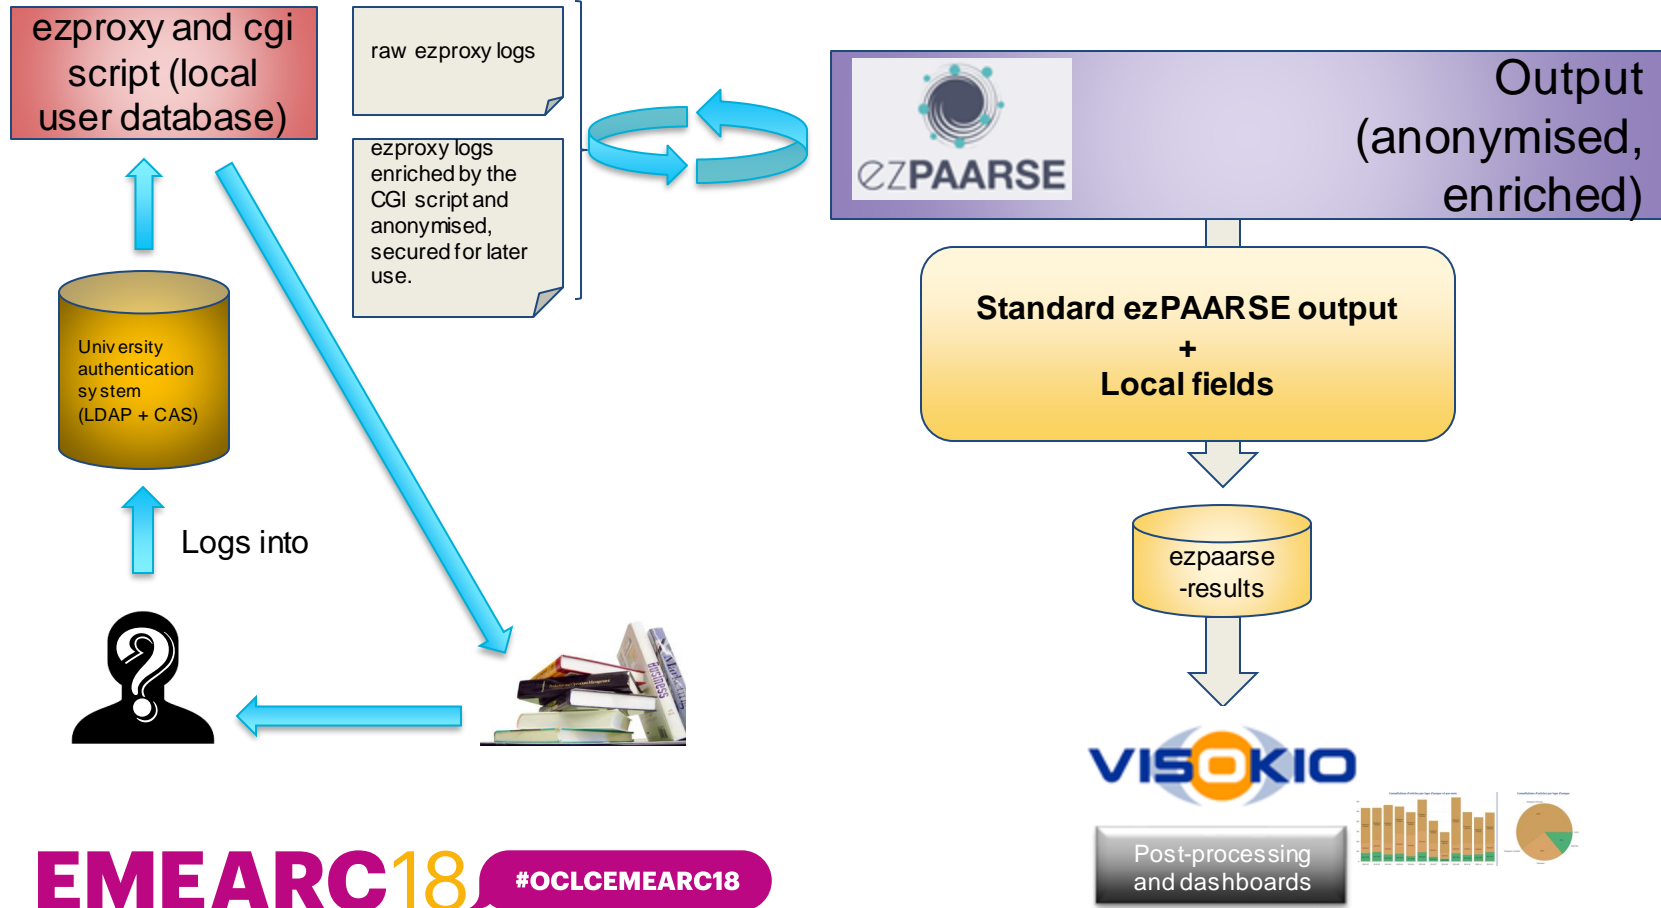 ezproxy and cgi
script (local
user database)
raw ezproxy logs
ezproxy logs
enriched by the
CGI script and
anonymised,
secured for later
use.
University
authentication
system
(LDAP + CAS)
Logs into
Business
ezPAARSE
Output
(anonymised,
enriched)
Standard ezPAARSE output
+
Local fields
ezpaarse
-results
VISOKIO
Post-processing
and dashboards
EMEARC18
#OCLCEMEARC18